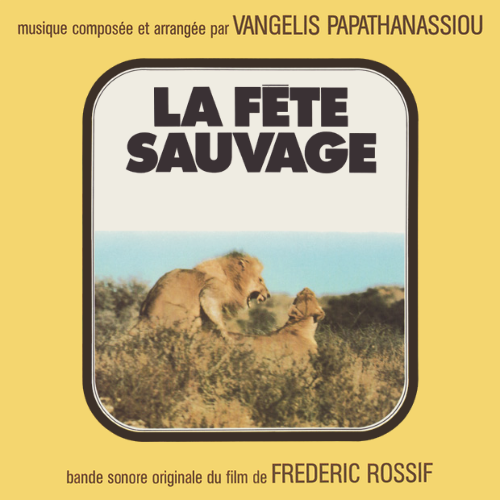 musique composée et arrangée par VANGELIS PAPATHANASSIOU
LA FÊTE
SAUVAGE
bande sonore originale du film de FREDERIC ROSSIF